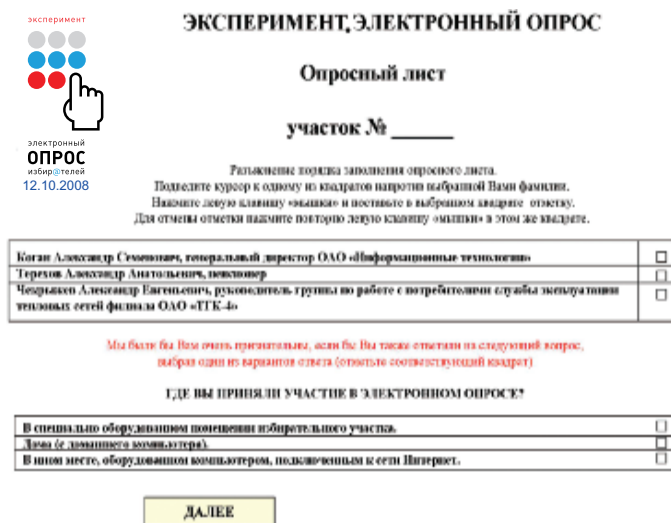 эксперимент
электронный
ОПРОС
избир@телей
12.10.2008
ЭКСПЕРИМЕНТ, ЭЛЕКТРОННЫЙ ОПРОС
Опросный лист
участок № ______
Разъяснение порядка заполнения опросного листа.
Подведите курсор к одному из квадратов напротив выбранной Вами фамилии.
Нажмите левую клавишу «мышки» и поставьте в выбранном квадрате отметку.
Для отмены отметки нажмите повторно левую клавишу «мышки» в этом же квадрате.
Коган Александр Семенович, генеральный директор ОАО «Информационные технологии»
Терехов Александр Анатольевич, пенсионер
Александр Евгеньевич, руководитель группы по работе с потребителями службы эксплуатации
тепловых сетей филиала ОАО «ТГК-4»
Мы были бы Вам очень признательны, если бы Вы также ответили на следующий вопрос,
выбрав один из вариантов ответа (отметьте соответствующий квадрат)
ГДЕ ВЫ ПРИНЯЛИ УЧАСТИЕ В ЭЛЕКТРОННОМ ОПРОСЕ?
В специально оборудованном помещении избирательного участка.
Дома (с домашнего компьютера).
В ином месте, оборудованном компьютером, подключенным к сети Интернет.
ДАЛЕЕ